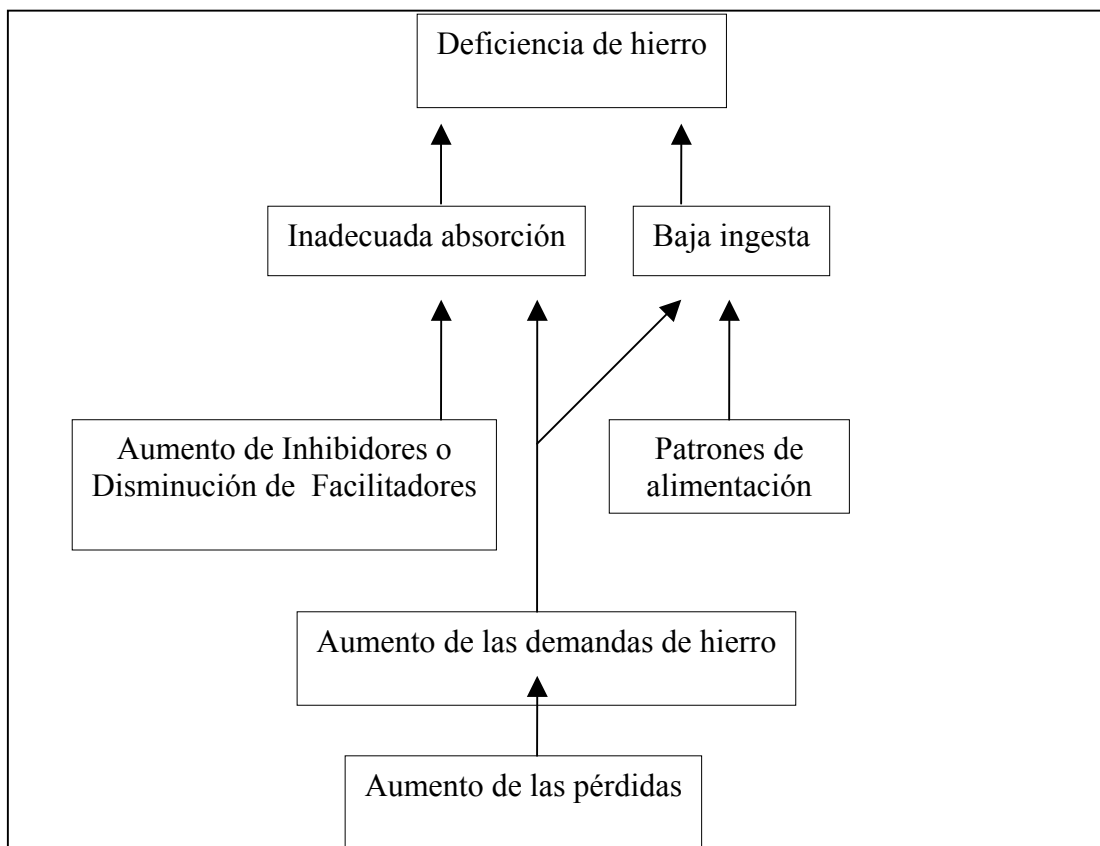 Deficiencia de hierro
Inadecuada absorción
Baja ingesta
Aumento de Inhibidores o
Disminución de Facilitadores
Patrones de
alimentación
Aumento de las demandas de hierro
Aumento de las pérdidas